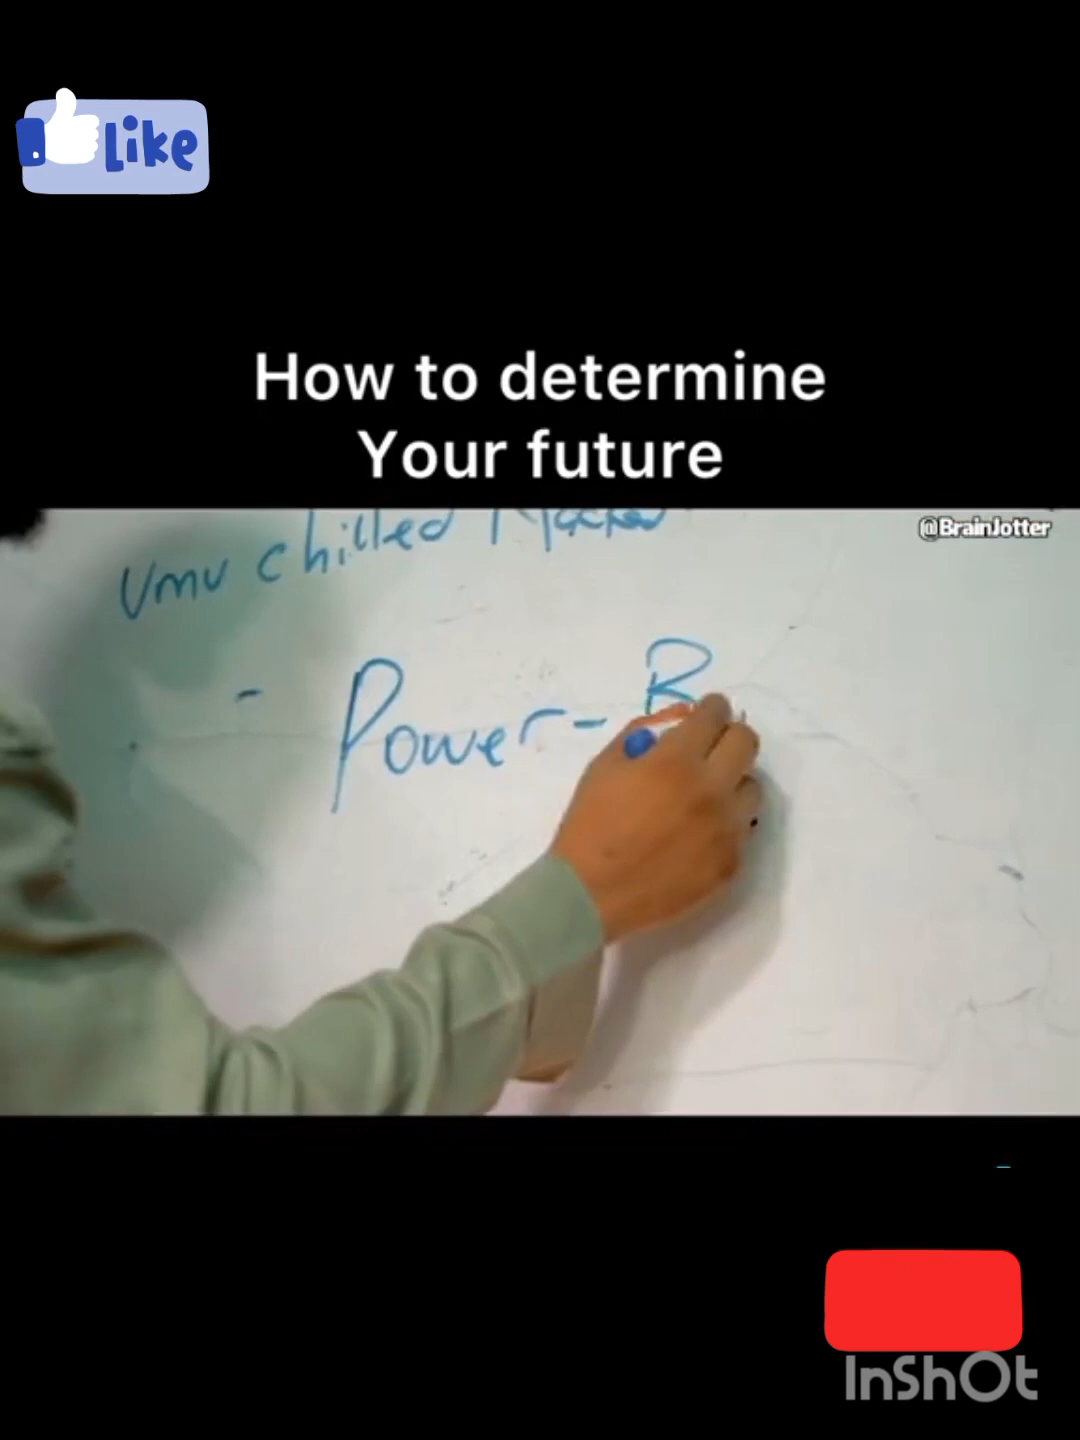 Like
How to determine
Your future
@BrainJotter
Umu chilled
- Power- B
InShOt